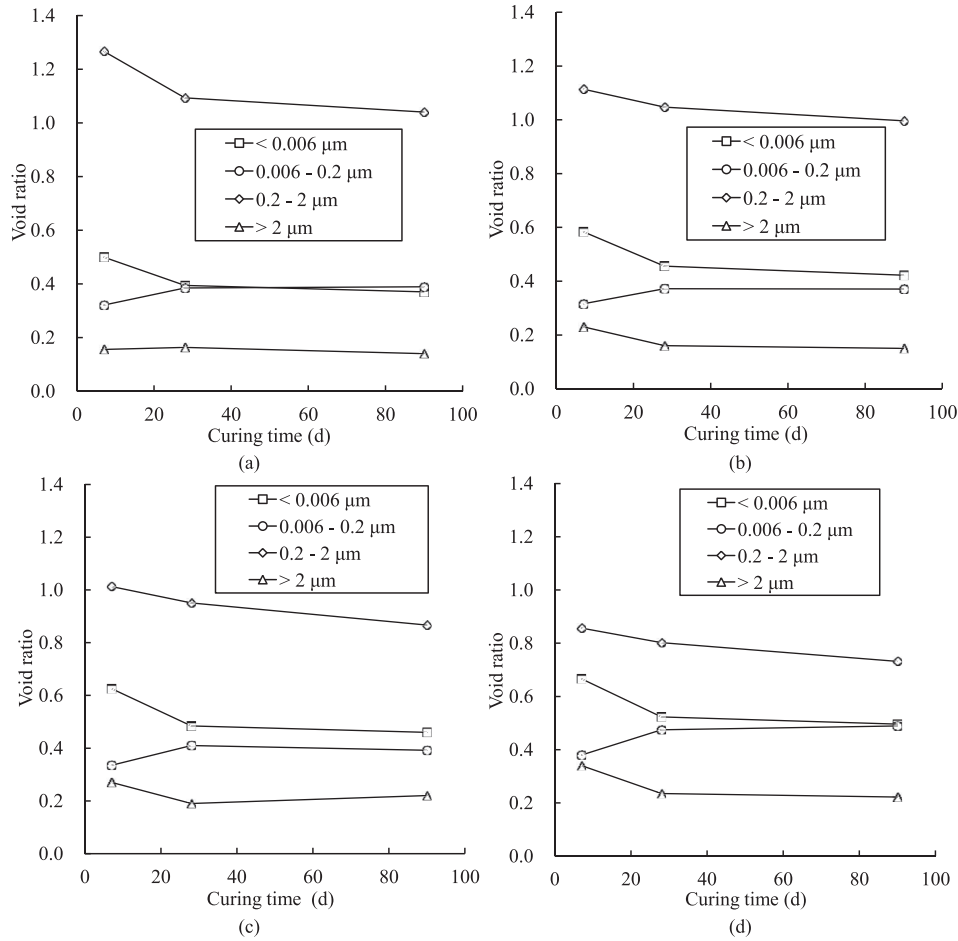 1.4
1.2
1.0
0.8
0.6
0.4
0.2
0.0
Void ratio
< 0.006 μm
0.006 - 0.2 μm
0.2 - 2 μm
> 2 μm
0 20 40 60 80 100
Curing time (d)
(a)
1.4
1.2
1.0
0.8
0.6
0.4
0.2
0.0
Void ratio
< 0.006 μm
0.006 - 0.2 μm
0.2 - 2 μm
> 2 μm
0 20 40 60 80 100
Curing time (d)
(b)
1.4
1.2
1.0
0.8
0.6
0.4
0.2
0.0
Void ratio
< 0.006 μm
0.006 - 0.2 μm
0.2 - 2 μm
> 2 μm
0 20 40 60 80 100
Curing time (d)
(c)
1.4
1.2
1.0
0.8
0.6
0.4
0.2
0.0
Void ratio
< 0.006 μm
0.006 - 0.2 μm
0.2 - 2 μm
> 2 μm
0 20 40 60 80 100
Curing time (d)
(d)